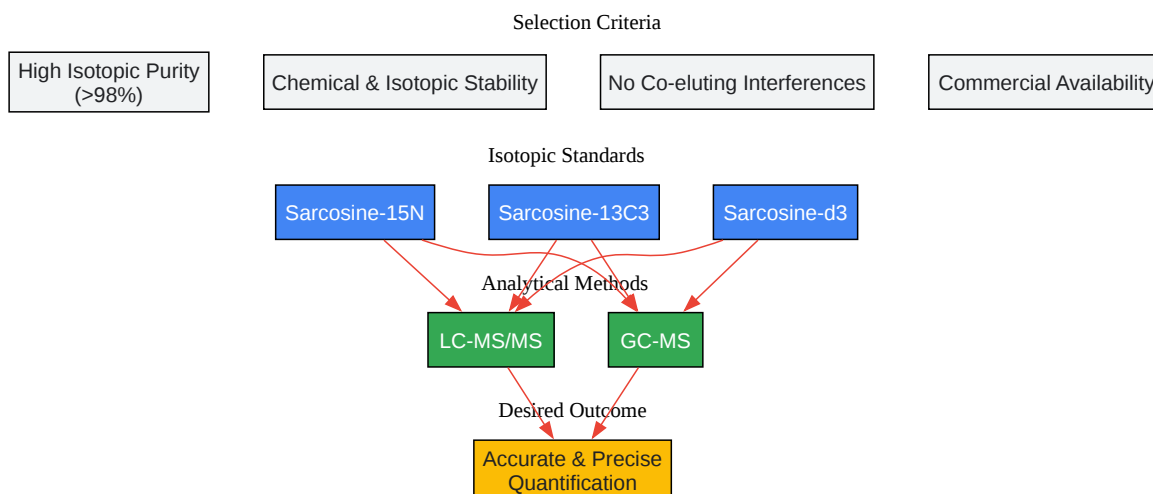 Selection Criteria
High Isotopic Purity
(>98%)
Chemical & Isotopic Stability
No Co-eluting Interferences
Commercial Availability
Isotopic Standards
Sarcosine-15N
Sarcosine-13C3
Sarcosine-d3
Analytical Methods
LC-MS/MS
GC-MS
Desired Outcome
Accurate & Precise
Quantification